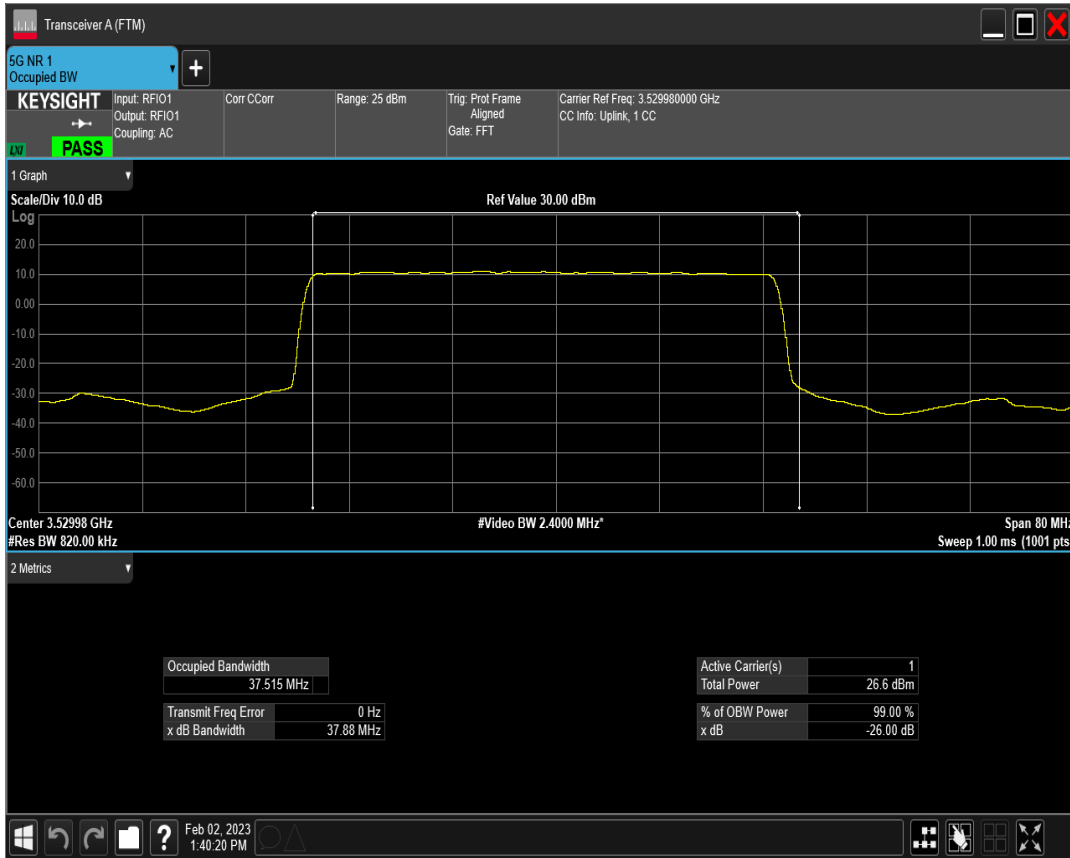 Transceiver A (FTM)
5G NR 1
Occupied BW
+
KEYSIGHT
Input: RFIO1
Output: RFIO1
Coupling: AC
Corr CCorr
Range: 25 dBm
Trig: Prot Frame
Aligned
Gate: FFT
Carrier Ref Freq: 3.529980000 GHz
CC Info: Uplink, 1 CC
LXI
PASS
1 Graph
Scale/Div 10.0 dB
Ref Value 30.00 dBm
Log
20.0
10.0
0.00
-10.0
-20.0
-30.0
-40.0
-50.0
-60.0
Center 3.52998 GHz
#Video BW 2.4000 MHz*
Span 80 MHz
#Res BW 820.00 kHz
Sweep 1.00 ms (1001 pts
2 Metrics
Occupied Bandwidth
37.515 MHz
Transmit Freq Error 0 Hz
x dB Bandwidth 37.88 MHz
Active Carrier(s) 1
Total Power 26.6 dBm
% of OBW Power 99.00 %
x dB -26.00 dB
?
Feb 02, 2023
1:40:20 PM